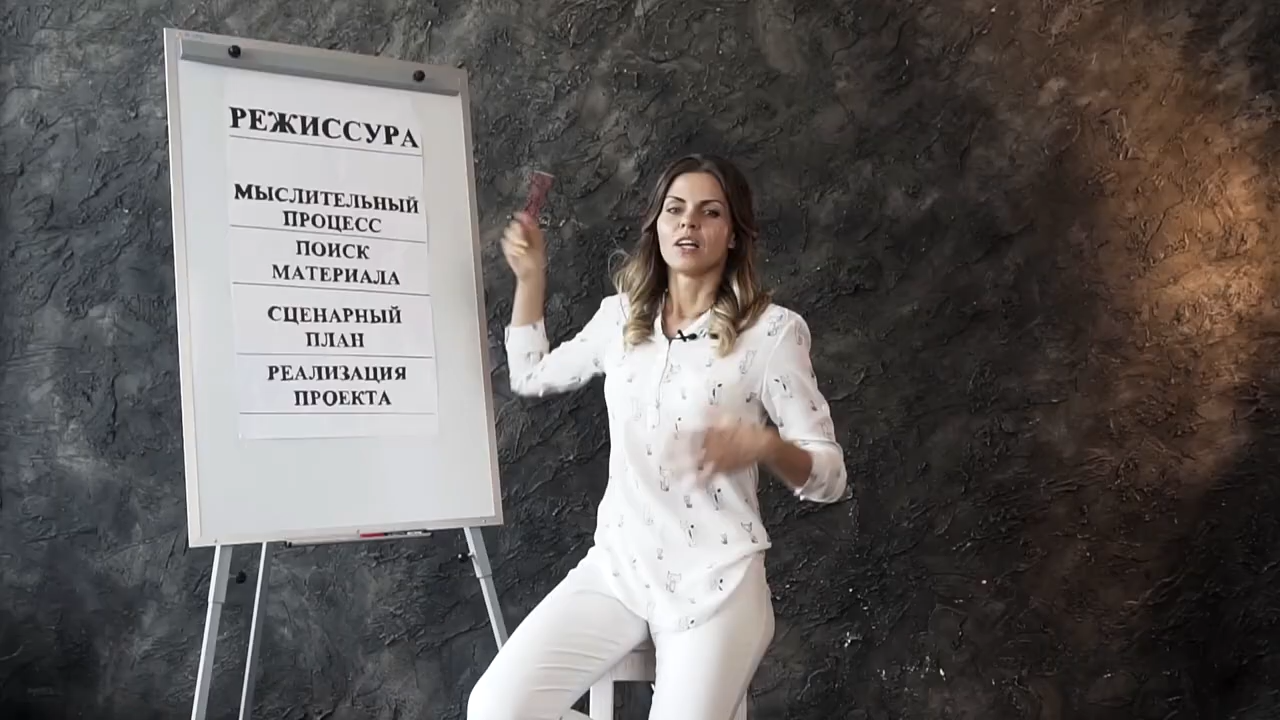 РЕЖИССУРА
МЫСЛИТЕЛЬНЫЙ
ПРОЦЕСС
ПОИСК
МАТЕРИАЛА
СЦЕНАРНЫЙ
ПЛАН
РЕАЛИЗАЦИЯ
ПРОЕКТА